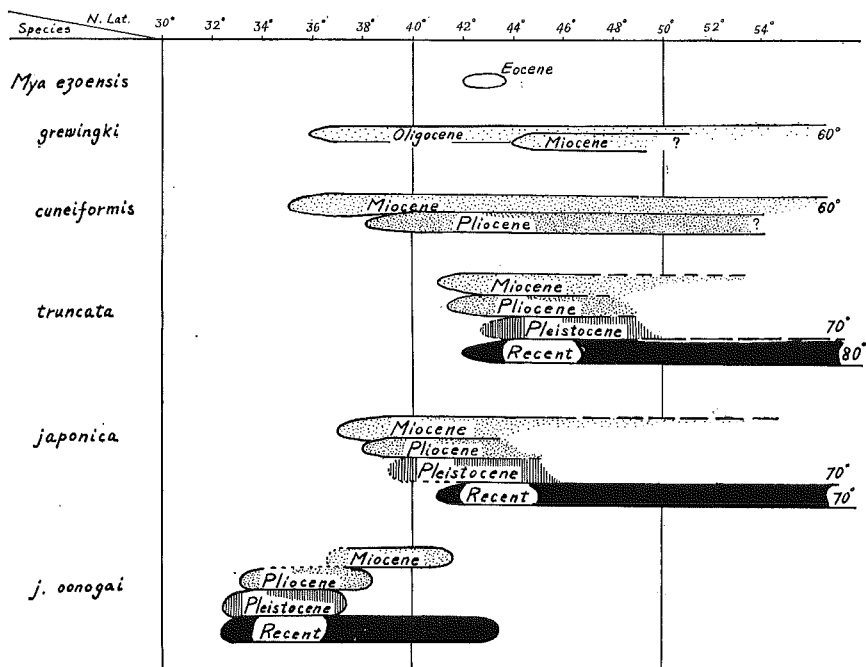 N. Lat.
Species
30° 32° 34° 36° 38° 40° 42° 44° 46° 48° 50° 52° 54°
Mya ezoensis
Eocene
grewingki
Oligocene
60°
Miocene ?
cuneiformis
Miocene
60°
Pliocene ?
truncata
Miocene
Pliocene
Pleistocene 70°
Recent 80°
japonica
Miocene
Pliocene
Pleistocene 70°
Recent 70°
j. oonogai
Miocene
Pliocene
Pleistocene
Recent